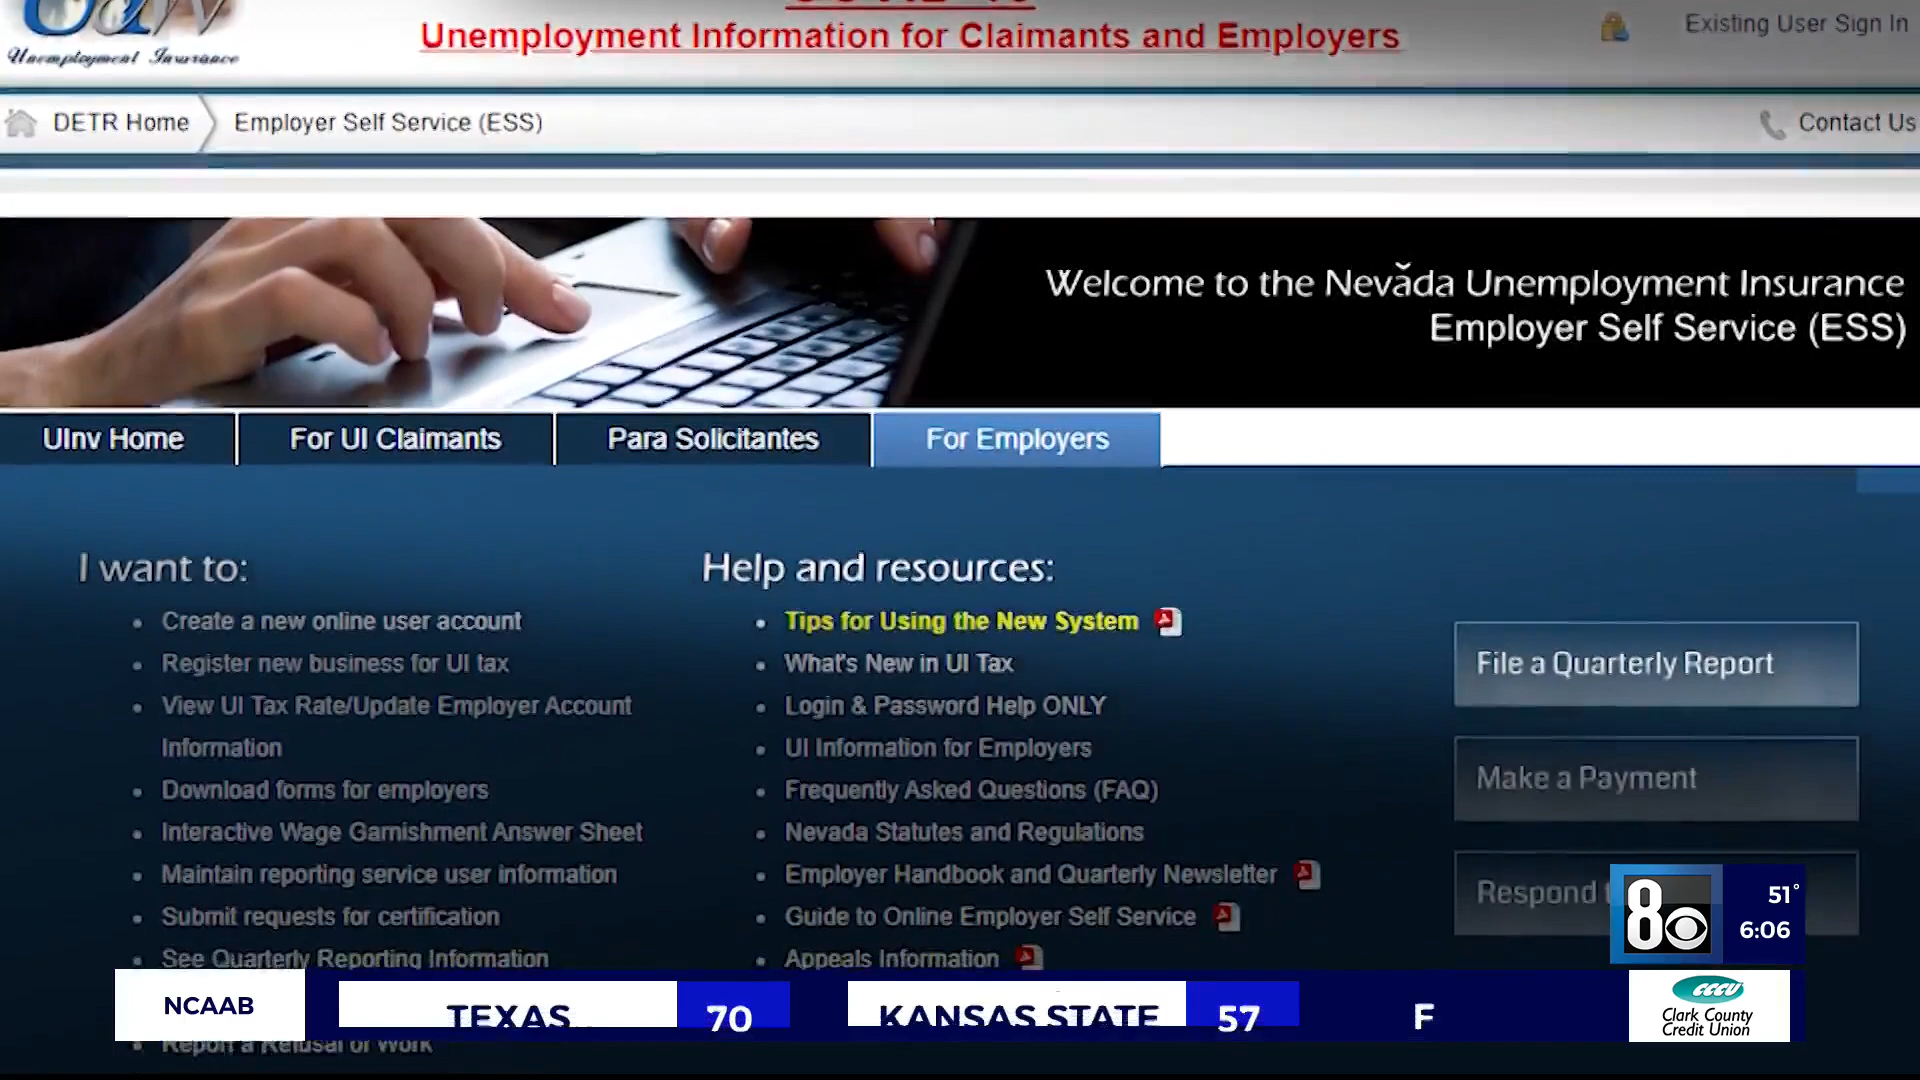 Unemployment Insurance
Unemployment Information for Claimants and Employers
Existing User Sign In
DETR Home
Employer Self Service (ESS)
Contact Us
Welcome to the Nevada Unemployment Insurance
Employer Self Service (ESS)
UInv Home
For UI Claimants
Para Solicitantes
For Employers
I want to:
Create a new online user account
Register new business for UI tax
View UI Tax Rate/Update Employer Account
Information
Download forms for employers
Interactive Wage Garnishment Answer Sheet
Maintain reporting service user information
Submit requests for certification
See Quarterly Reporting Information
Report a Refusal of Work
Help and resources:
Tips for Using the New System
What's New in UI Tax
Login & Password Help ONLY
UI Information for Employers
Frequently Asked Questions (FAQ)
Nevada Statutes and Regulations
Employer Handbook and Quarterly Newsletter
Guide to Online Employer Self Service
Appeals Information
File a Quarterly Report
Make a Payment
Respond
8
51°
6:06
NCAAB
TEXAS 70
KANSAS STATE 57
F
CCCU
Clark County
Credit Union